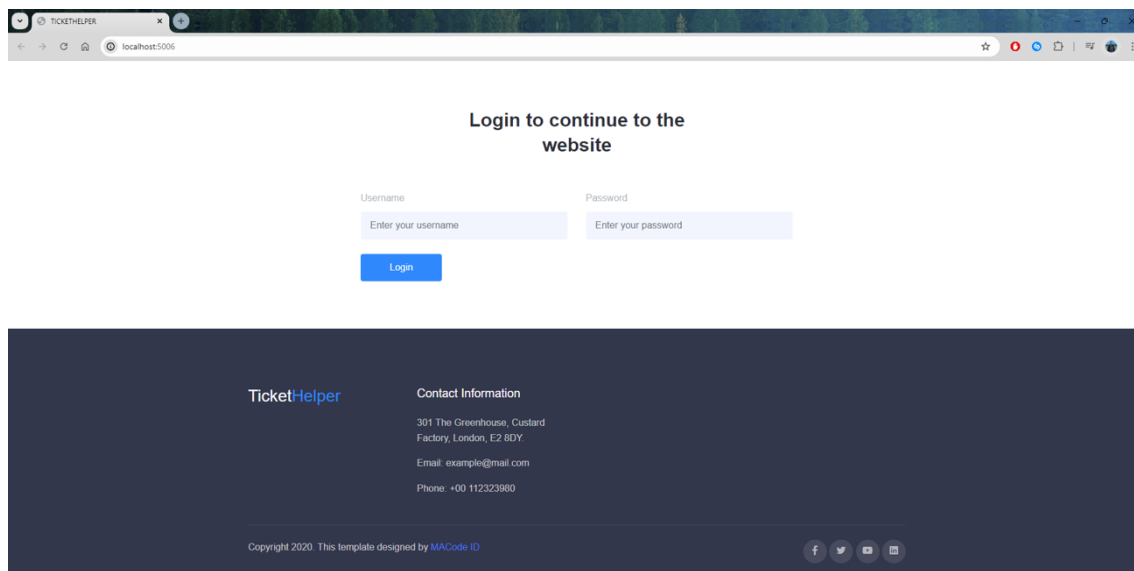 TICKETHELPER
localhost:5006
Login to continue to the
website
Username
Password
Enter your username
Enter your password
Login
TicketHelper
Contact Information
301 The Greenhouse, Custard
Factory, London, E2 8DY.
Email: example@mail.com
Phone: +00 112323980
Copyright 2020. This template designed by MACode ID